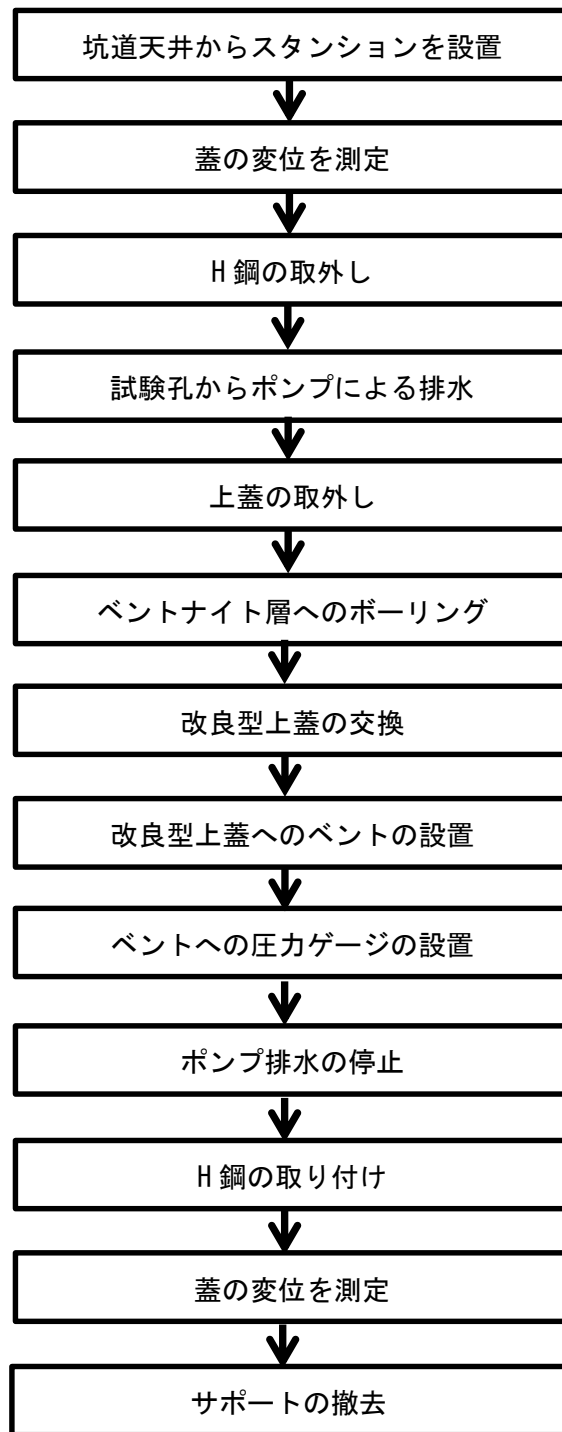 坑道天井からスタンションを設置
蓋の変位を測定
H鋼の取外し
試験孔からポンプによる排水
上蓋の取外し
ベントナイト層へのボーリング
改良型上蓋の交換
改良型上蓋へのベントの設置
ベントへの圧力ゲージの設置
ポンプ排水の停止
H鋼の取り付け
蓋の変位を測定
サポートの撤去